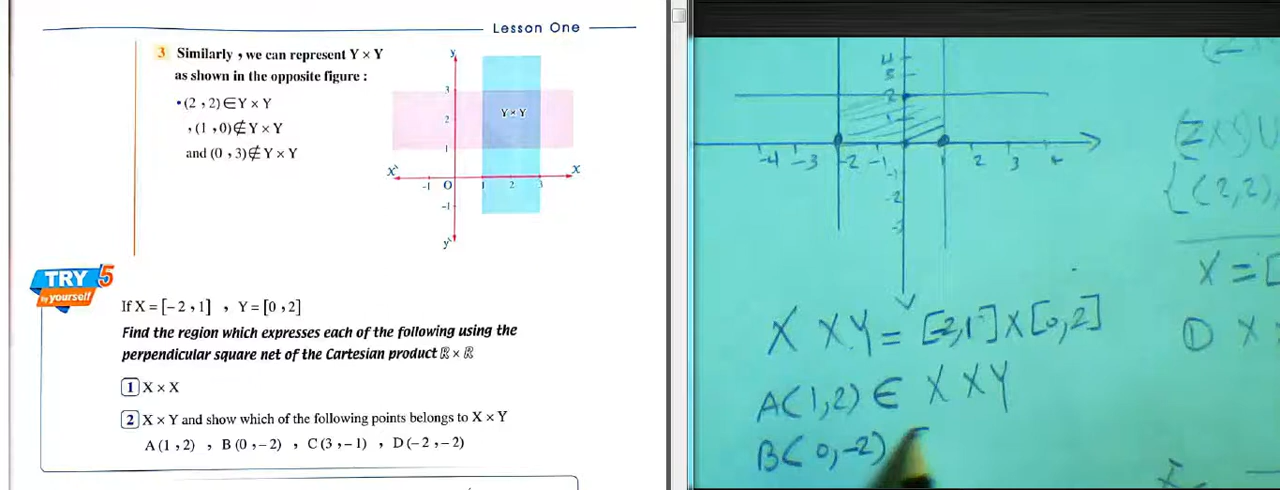 Lesson One
3 Similarly , we can represent Y × Y
as shown in the opposite figure :
• (2 , 2) ∈ Y × Y
, (1 , 0) ∉ Y × Y
and (0 , 3) ∉ Y × Y
y
3
2
1
Y × Y
x` -1 O 1 2 3 x
-1
y`
TRY 5
by yourself
If X = [-2 , 1] , Y = [0 , 2]
Find the region which expresses each of the following using the
perpendicular square net of the Cartesian product ℝ × ℝ
1 X × X
2 X × Y and show which of the following points belongs to X × Y
A (1 , 2) , B (0 , -2) , C (3 , -1) , D (-2 , -2)
4
3
2
1
-4 -3 -2 -1 1 2 3 4
-1
-2
-3
X X Y = [-2,1] X [0,2]
A(1,2) ∈ X X Y
B(0,-2)
(Z X Y) U
{(2,2),
X = [
① X